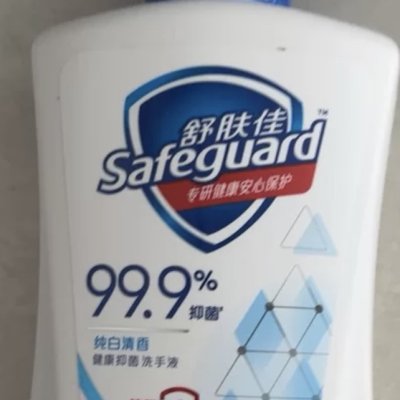 舒肤佳
Safeguard™
专研健康安心保护
99.9%抑菌*
纯白清香
健康抑菌洗手液